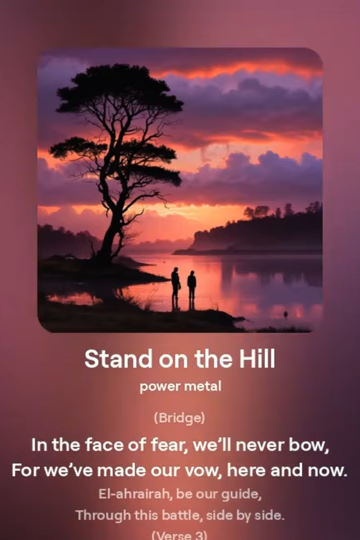 Stand on the Hill
power metal
(Bridge)
In the face of fear, we'll never bow,
For we've made our vow, here and now.
El-ahrairah, be our guide,
Through this battle, side by side.
(Verse 3)